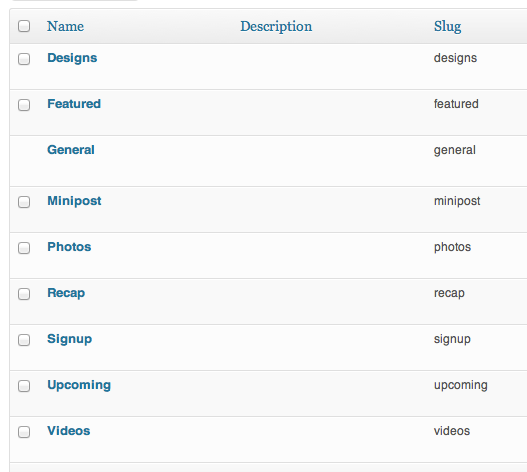 Name Description Slug
Designs designs
Featured featured
General general
Minipost minipost
Photos photos
Recap recap
Signup signup
Upcoming upcoming
Videos videos